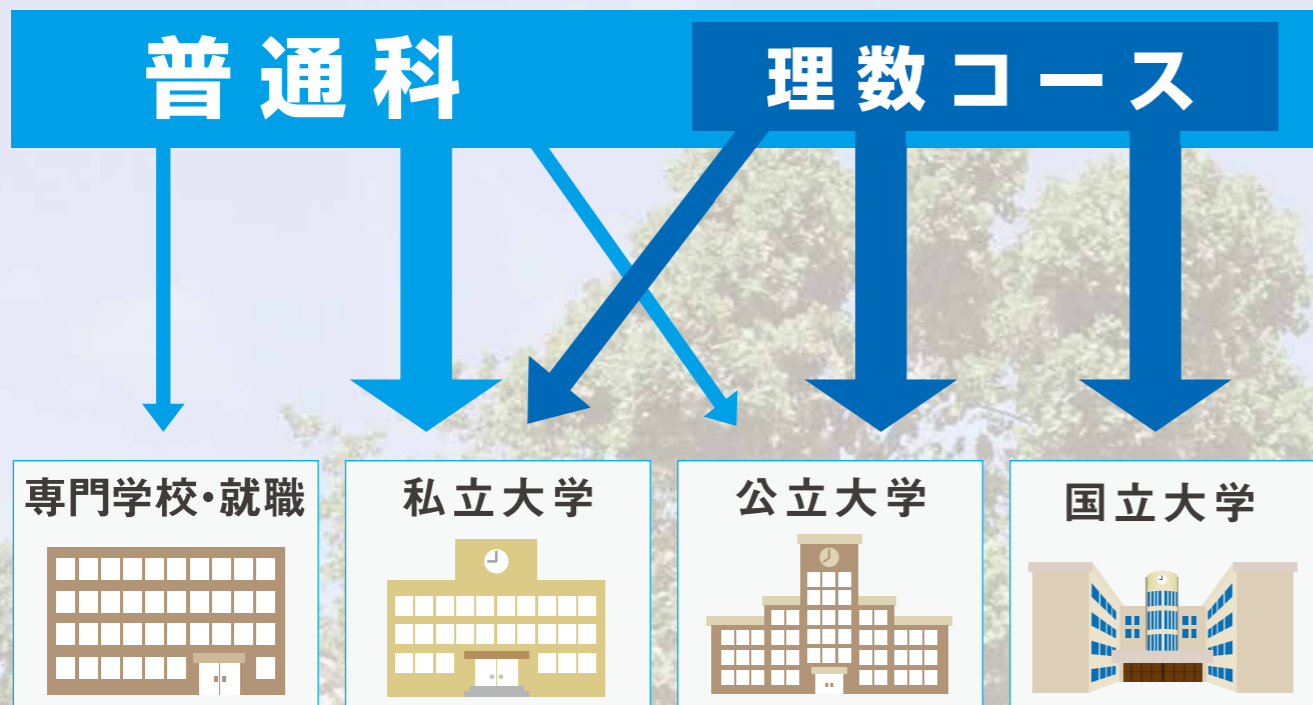 普通科
理数コース
専門学校・就職
私立大学
公立大学
国立大学